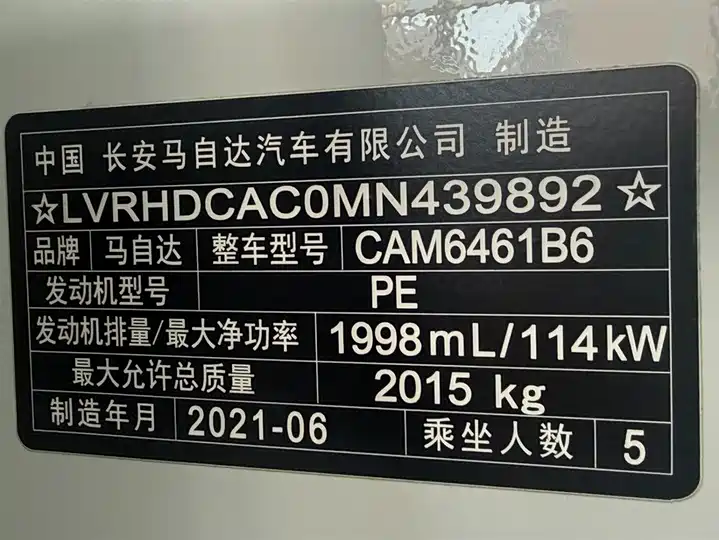 中国 长安马自达汽车有限公司 制造
☆LVRHDCAC0MN439892☆
品牌 马自达 整车型号 CAM6461B6
发动机型号 PE
发动机排量/最大净功率 1998mL/114kW
最大允许总质量 2015 kg
制造年月 2021-06 乘坐人数 5